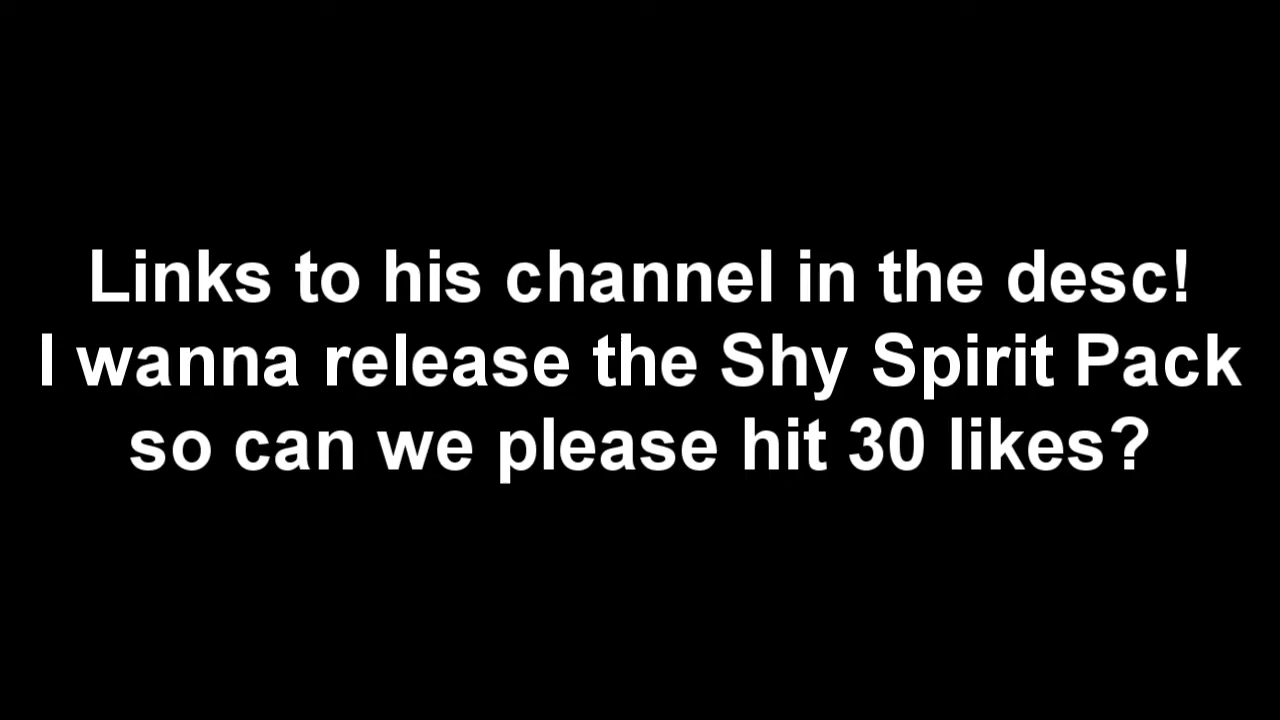 Links to his channel in the desc!
I wanna release the Shy Spirit Pack
so can we please hit 30 likes?